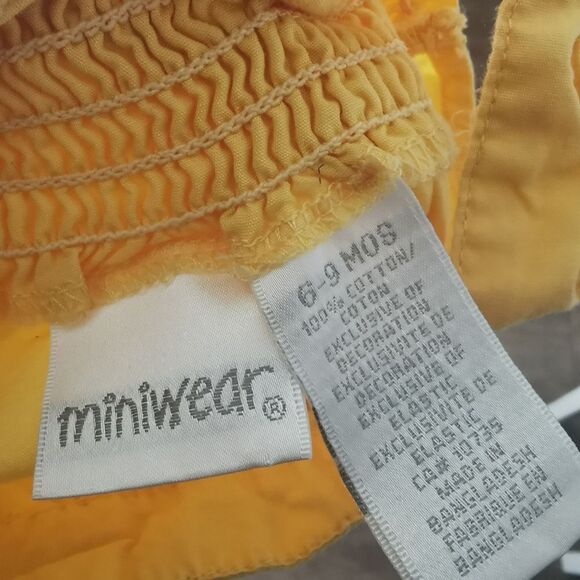 miniwear®
6-9 MOS
100% COTTON/
COTON
EXCLUSIVE OF
DECORATION
EXCLUSIVITE DE
DECORATION
EXCLUSIVE OF
ELASTIC
EXCLUSIVITE DE
ELASTIC
CA# 10735
MADE IN
BANGLADESH
FABRIQUE EN
BANGLADESH